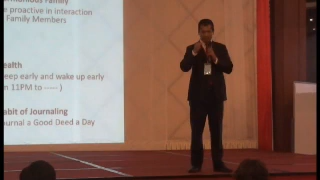 Family
e proactive in interaction
Family Members
ealth
eep early and wake up early
m 11PM to ----- )
abit of Journaling
ournal a Good Deed a Day